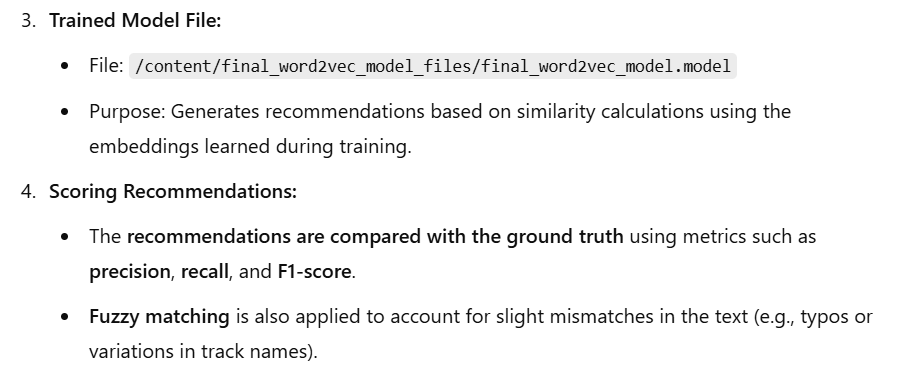 3. Trained Model File:
• File: /content/final_word2vec_model_files/final_word2vec_model.model
• Purpose: Generates recommendations based on similarity calculations using the
embeddings learned during training.
4. Scoring Recommendations:
• The recommendations are compared with the ground truth using metrics such as
precision, recall, and F1-score.
• Fuzzy matching is also applied to account for slight mismatches in the text (e.g., typos or
variations in track names).